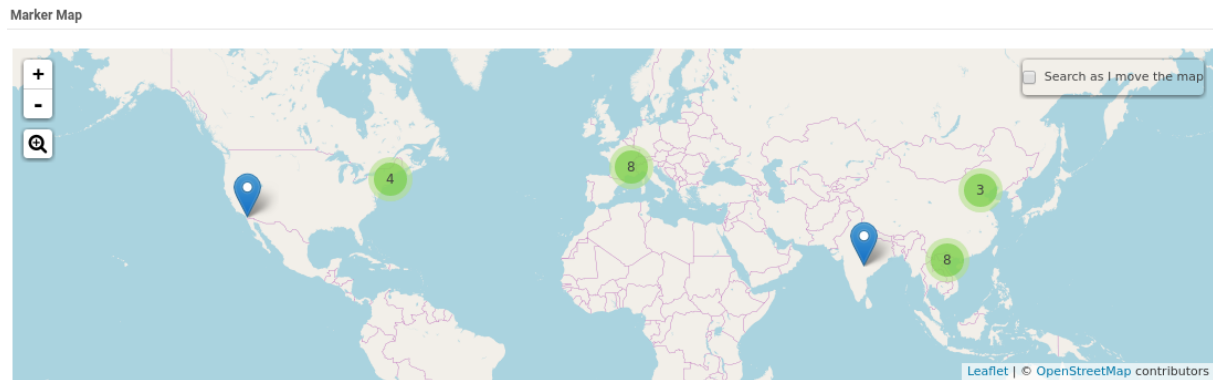 Marker Map
+
-
Search as I move the map
4
8
3
8
Leaflet | © OpenStreetMap contributors